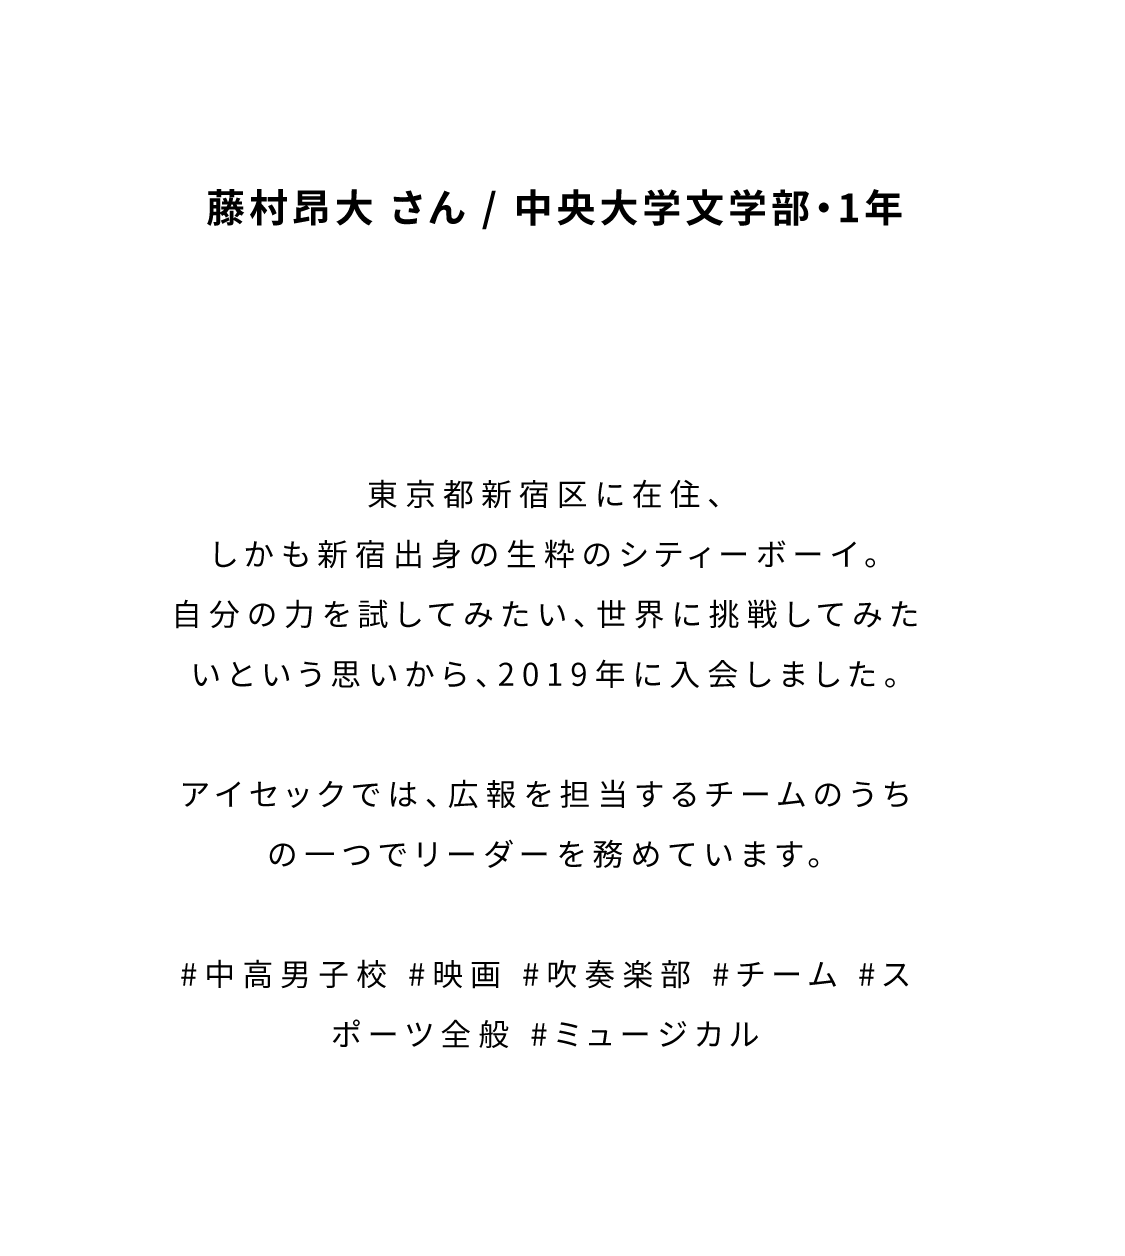 藤村昂大 さん / 中央大学文学部・1年
東京都新宿区に在住、
しかも新宿出身の生粋のシティーボーイ。
自分の力を試してみたい、世界に挑戦してみた
いという思いから、2019年に入会しました。
アイセックでは、広報を担当するチームのうち
の一つでリーダーを務めています。
#中高男子校 #映画 #吹奏楽部 #チーム #ス
ポーツ全般 #ミュージカル